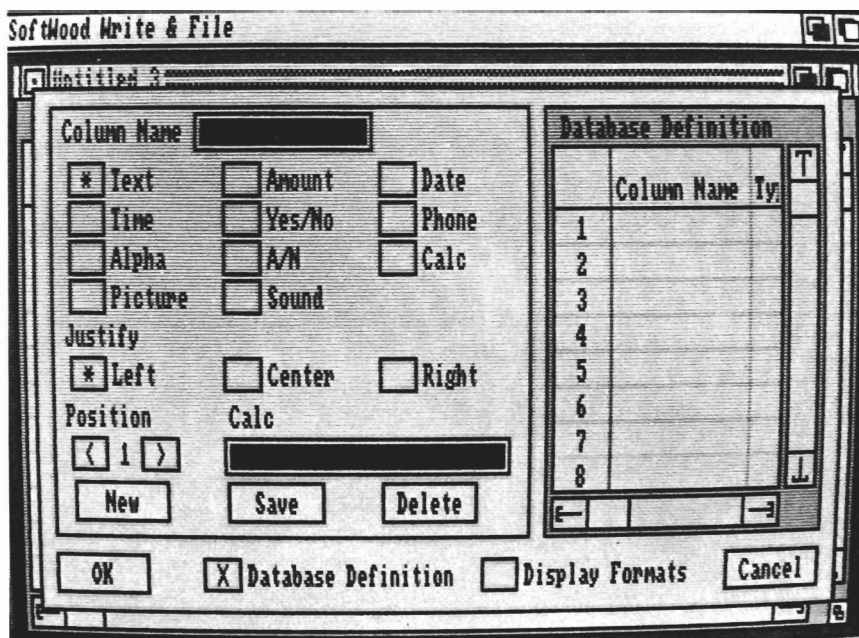 SoftWood Write & File
Untitled 3
Column Name
* Text Amount Date
Time Yes/No Phone
Alpha A/N Calc
Picture Sound
Justify
* Left Center Right
Position Calc
< 1 >
New Save Delete
Database Definition
Column Name Ty
1
2
3
4
5
6
7
8
OK X Database Definition Display Formats Cancel